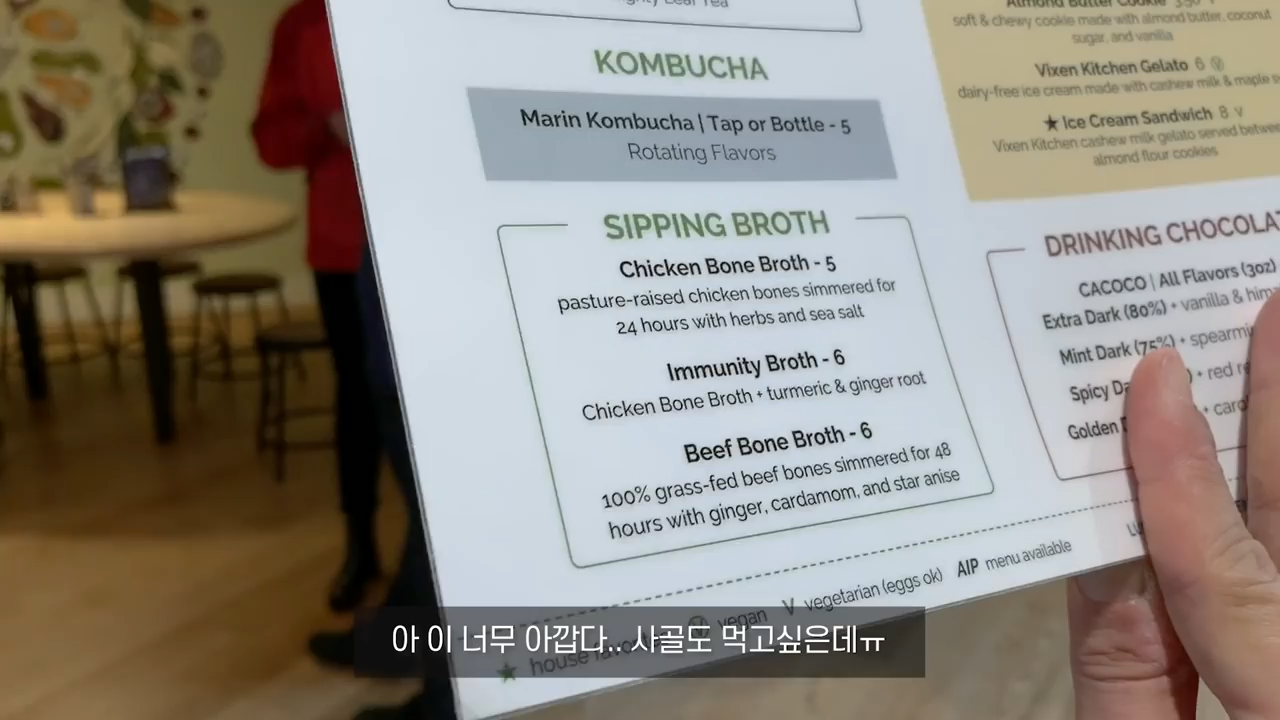 Mighty Leaf Tea
KOMBUCHA
Marin Kombucha | Tap or Bottle - 5
Rotating Flavors
SIPPING BROTH
Chicken Bone Broth - 5
pasture-raised chicken bones simmered for
24 hours with herbs and sea salt
Immunity Broth - 6
Chicken Bone Broth + turmeric & ginger root
Beef Bone Broth - 6
100% grass-fed beef bones simmered for 48
hours with ginger, cardamom, and star anise
Almond Butter Cookie
soft & chewy cookie made with almond butter, coconut
sugar, and vanilla
Vixen Kitchen Gelato 6 Ⓥ
dairy-free ice cream made with cashew milk & maple
★ Ice Cream Sandwich 8 v
Vixen Kitchen cashew milk gelato served between
almond flour cookies
DRINKING CHOCOLA
CACOCO | All Flavors (3oz)
Extra Dark (80%) + vanilla & him
Mint Dark (75%) + spearmi
Spicy Da + red r
Golden + caro
★ house Ⓥ vegan V vegetarian (eggs ok) AIP menu available
아 이 너무 아깝다.. 사골도 먹고싶은데ㅠ